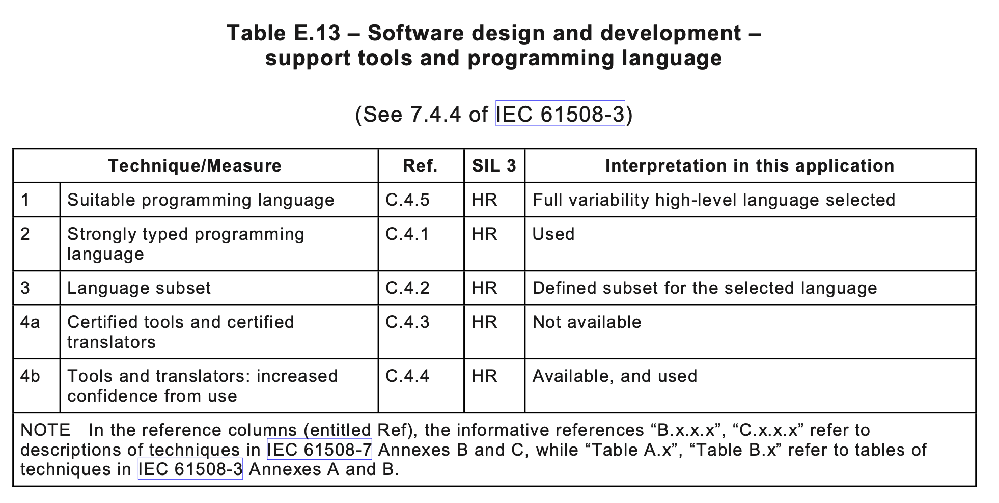 Table E.13 – Software design and development –
support tools and programming language
(See 7.4.4 of IEC 61508-3)
Technique/Measure Ref. SIL 3 Interpretation in this application
1 Suitable programming language C.4.5 HR Full variability high-level language selected
2 Strongly typed programming C.4.1 HR Used
language
3 Language subset C.4.2 HR Defined subset for the selected language
4a Certified tools and certified C.4.3 HR Not available
translators
4b Tools and translators: increased C.4.4 HR Available, and used
confidence from use
NOTE In the reference columns (entitled Ref), the informative references “B.x.x.x”, “C.x.x.x” refer to
descriptions of techniques in IEC 61508-7 Annexes B and C, while “Table A.x”, “Table B.x” refer to tables of
techniques in IEC 61508-3 Annexes A and B.